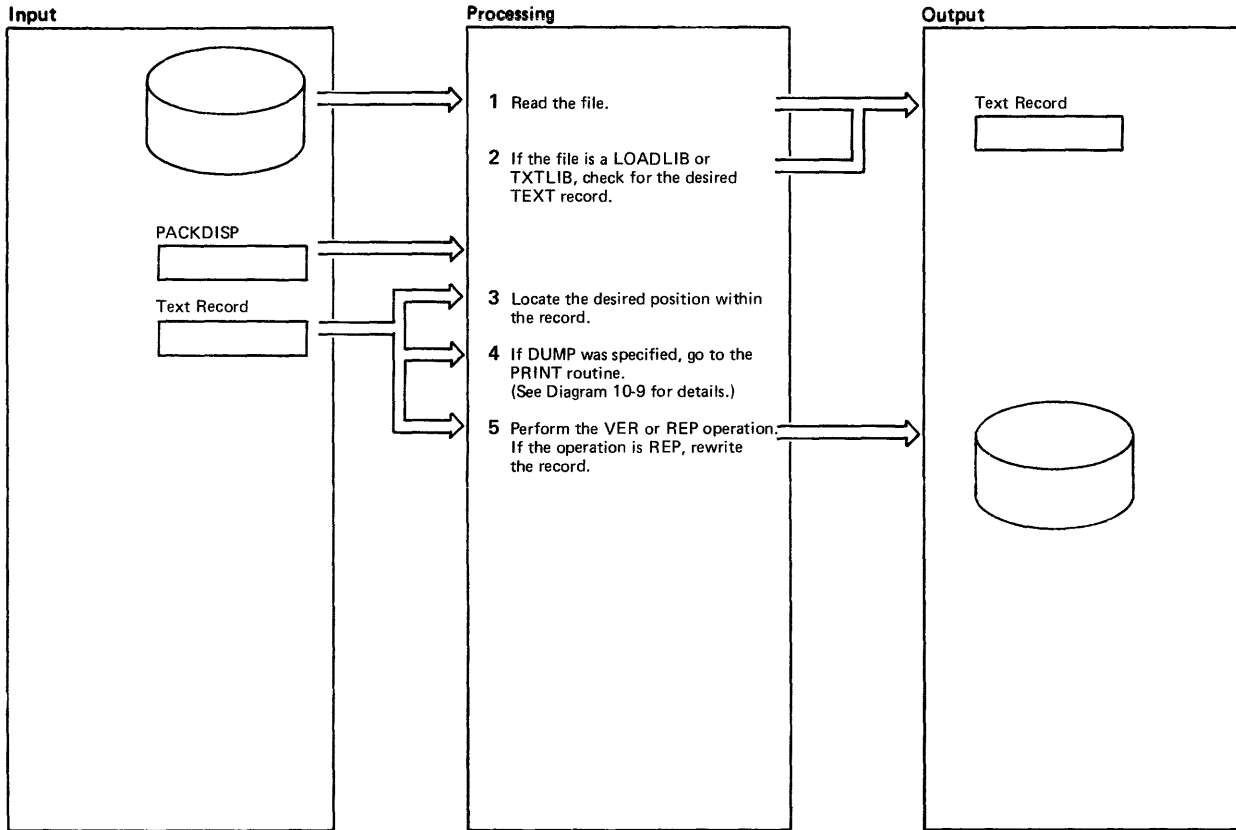 Input
Processing
Output
1 Read the file.
Text Record
2 If the file is a LOADLIB or
TXTLIB, check for the desired
TEXT record.
PACKDISP
Text Record
3 Locate the desired position within
the record.
4 If DUMP was specified, go to the
PRINT routine.
(See Diagram 10-9 for details.)
5 Perform the VER or REP operation.
If the operation is REP, rewrite
the record.